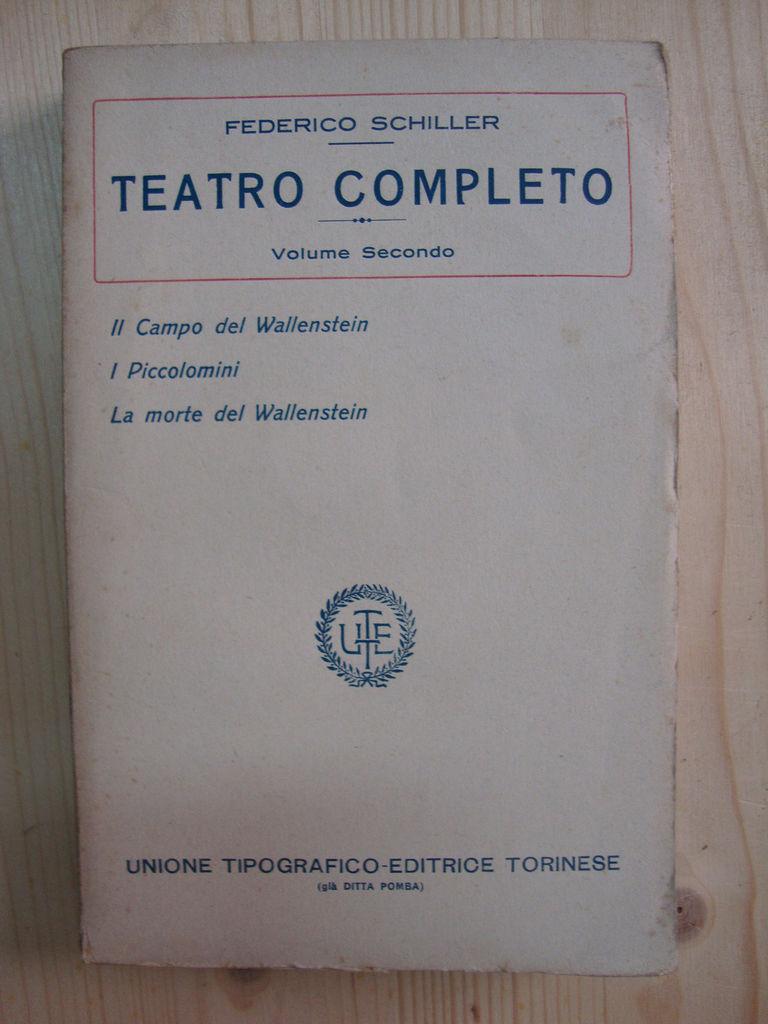 FEDERICO SCHILLER
TEATRO COMPLETO
Volume Secondo
Il Campo del Wallenstein
I Piccolomini
La morte del Wallenstein
UTET
UNIONE TIPOGRAFICO-EDITRICE TORINESE
(già DITTA POMBA)